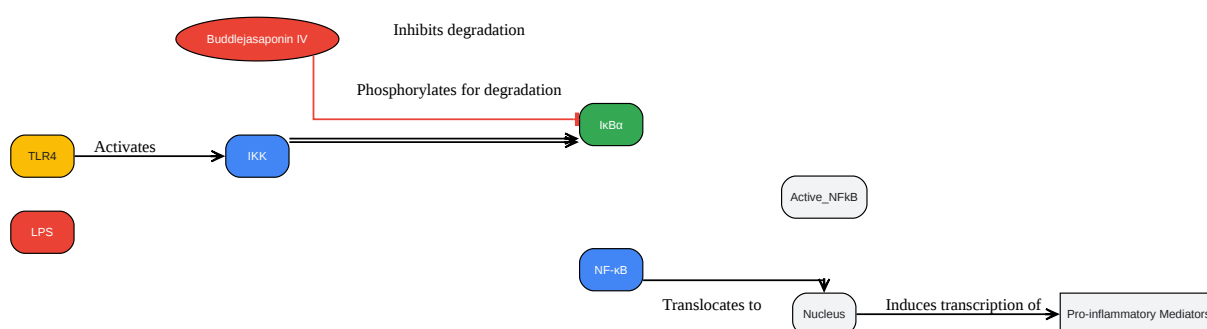 Inhibits degradation
Buddlejasaponin IV
Phosphorylates for degradation
IκBα
TLR4
Activates
IKK
Active_NFkB
LPS
NF-κB
Translocates to
Nucleus
Induces transcription of
Pro-inflammatory Mediators